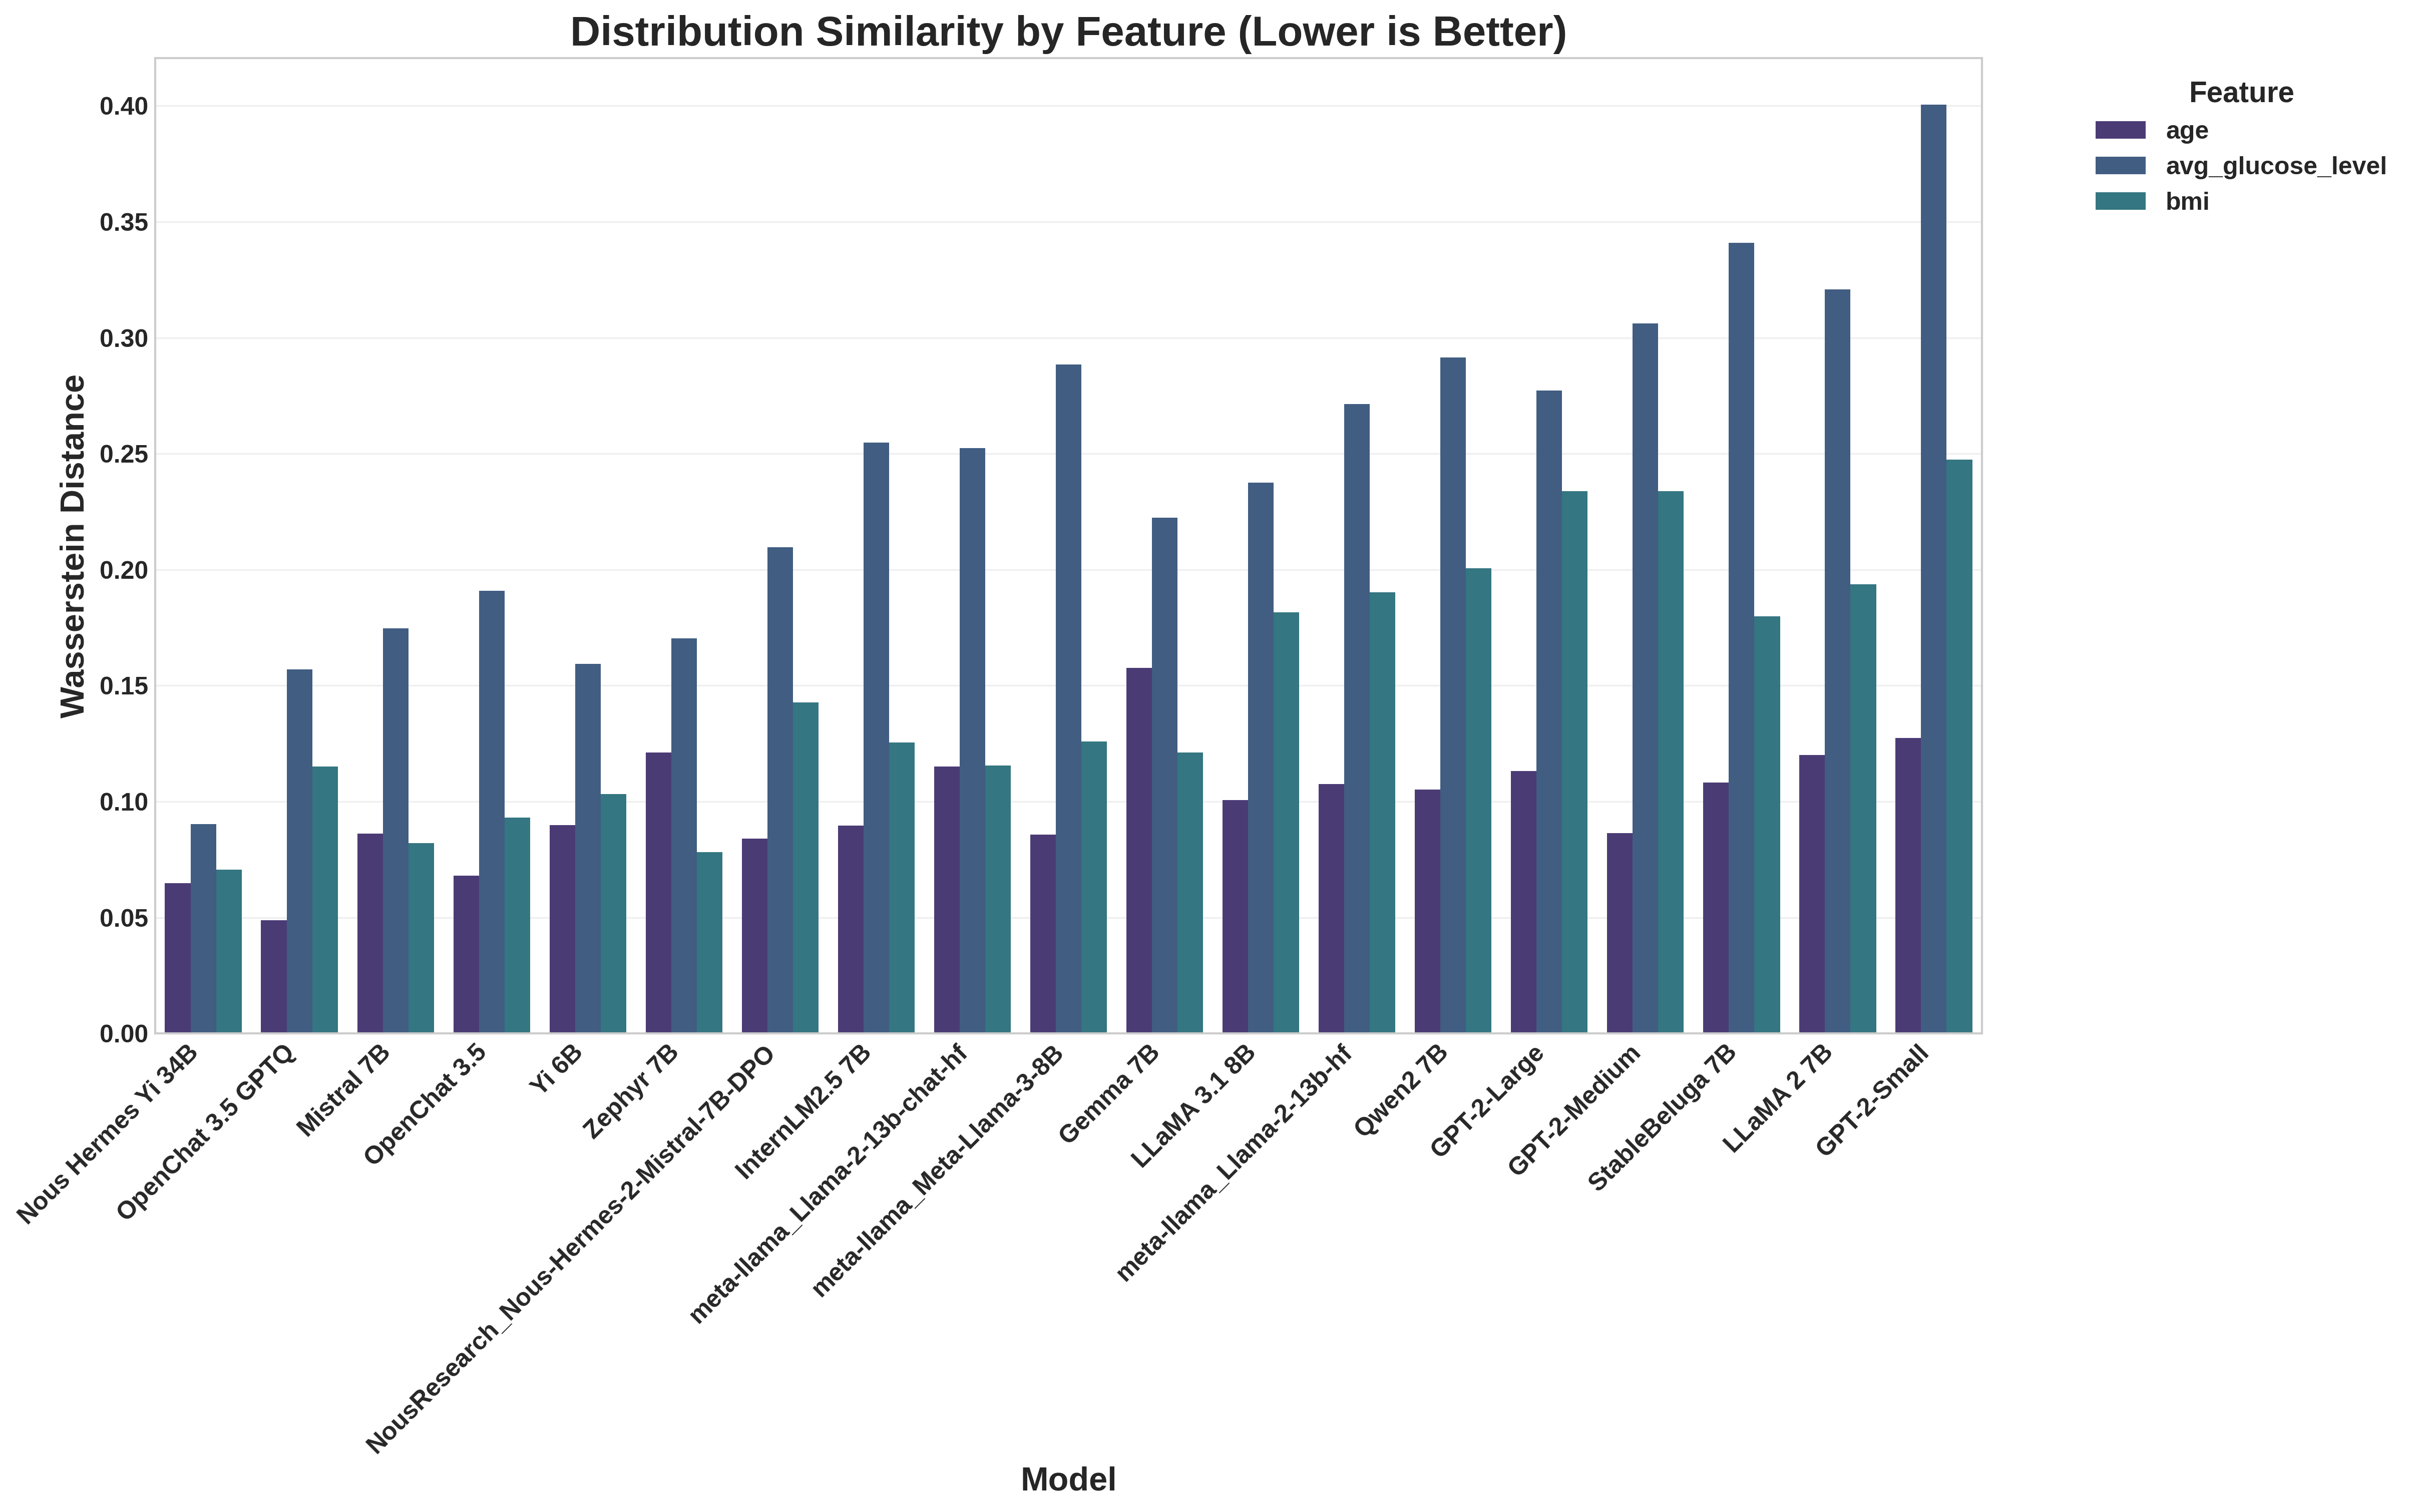 Distribution Similarity by Feature (Lower is Better)
Feature
age
avg_glucose_level
bmi
Wasserstein Distance
0.40
0.35
0.30
0.25
0.20
0.15
0.10
0.05
0.00
Nous Hermes Yi 34B
OpenChat 3.5 GPTQ
Mistral 7B
OpenChat 3.5
Yi 6B
Zephyr 7B
NousResearch_Nous-Hermes-2-Mistral-7B-DPO
InternLM2.5 7B
meta-llama_Llama-2-13b-chat-hf
meta-llama_Meta-Llama-3-8B
Gemma 7B
LLaMA 3.1 8B
meta-llama_Llama-2-13b-hf
Qwen2 7B
GPT-2-Large
GPT-2-Medium
StableBeluga 7B
LLaMA 2 7B
GPT-2-Small
Model